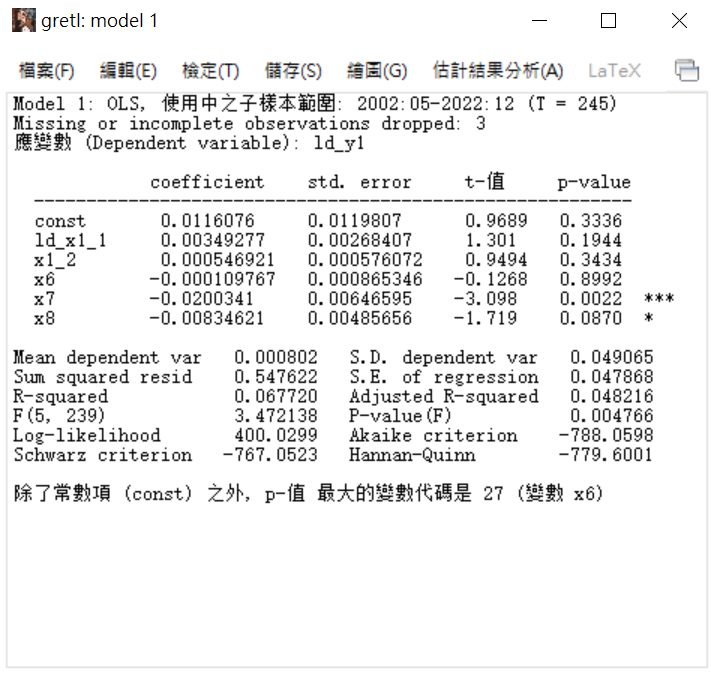 gretl: model 1
檔案(F) 編輯(E) 檢定(T) 儲存(S) 繪圖(G) 估計結果分析(A) LaTeX
Model 1: OLS, 使用中之子樣本範圍: 2002:05-2022:12 (T = 245)
Missing or incomplete observations dropped: 3
應變數 (Dependent variable): ld_y1
coefficient std. error t-值 p-value
const 0.0116076 0.0119807 0.9689 0.3336
ld_x1_1 0.00349277 0.00268407 1.301 0.1944
x1_2 0.000546921 0.000576072 0.9494 0.3434
x6 -0.000109767 0.000865346 -0.1268 0.8992
x7 -0.0200341 0.00646595 -3.098 0.0022 ***
x8 -0.00834621 0.00485656 -1.719 0.0870 *
Mean dependent var 0.000802 S.D. dependent var 0.049065
Sum squared resid 0.547622 S.E. of regression 0.047868
R-squared 0.067720 Adjusted R-squared 0.048216
F(5, 239) 3.472138 P-value(F) 0.004766
Log-likelihood 400.0299 Akaike criterion -788.0598
Schwarz criterion -767.0523 Hannan-Quinn -779.6001
除了常數項 (const) 之外, p-值 最大的變數代碼是 27 (變數 x6)